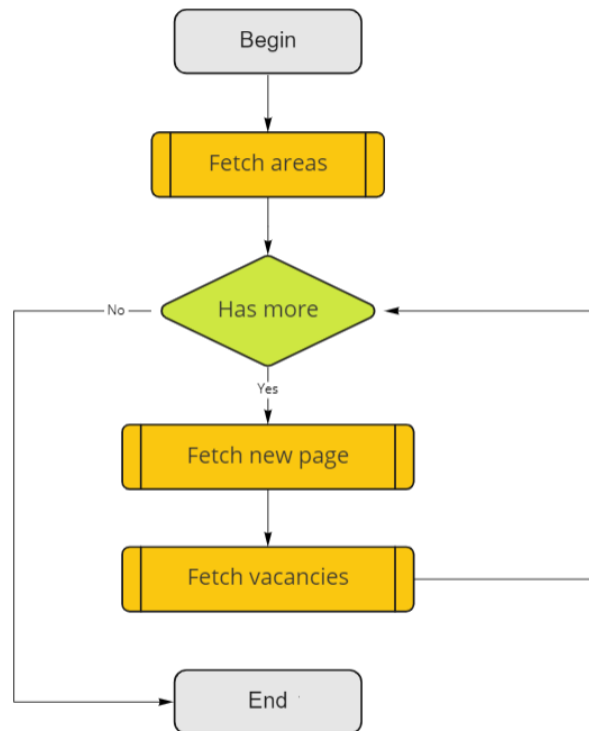 Begin
Fetch areas
Has more
No
Yes
Fetch new page
Fetch vacancies
End